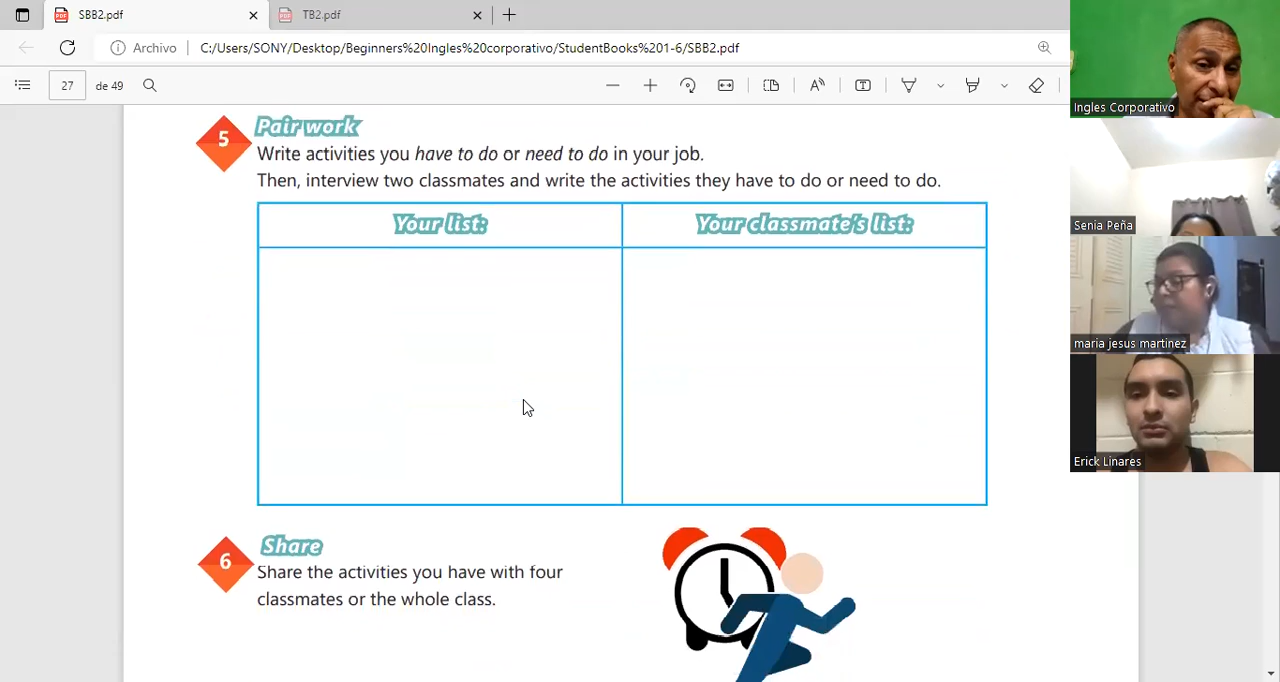 SBB2.pdf
TB2.pdf
Archivo
C:/Users/SONY/Desktop/Beginners%20Ingles%20corporativo/StudentBooks%201-6/SBB2.pdf
27 de 49
5 Pair work
Write activities you have to do or need to do in your job.
Then, interview two classmates and write the activities they have to do or need to do.
Your list: Your classmate's list:
6 Share
Share the activities you have with four
classmates or the whole class.
Ingles Corporativo
Senia Peña
maria jesus martinez
Erick Linares